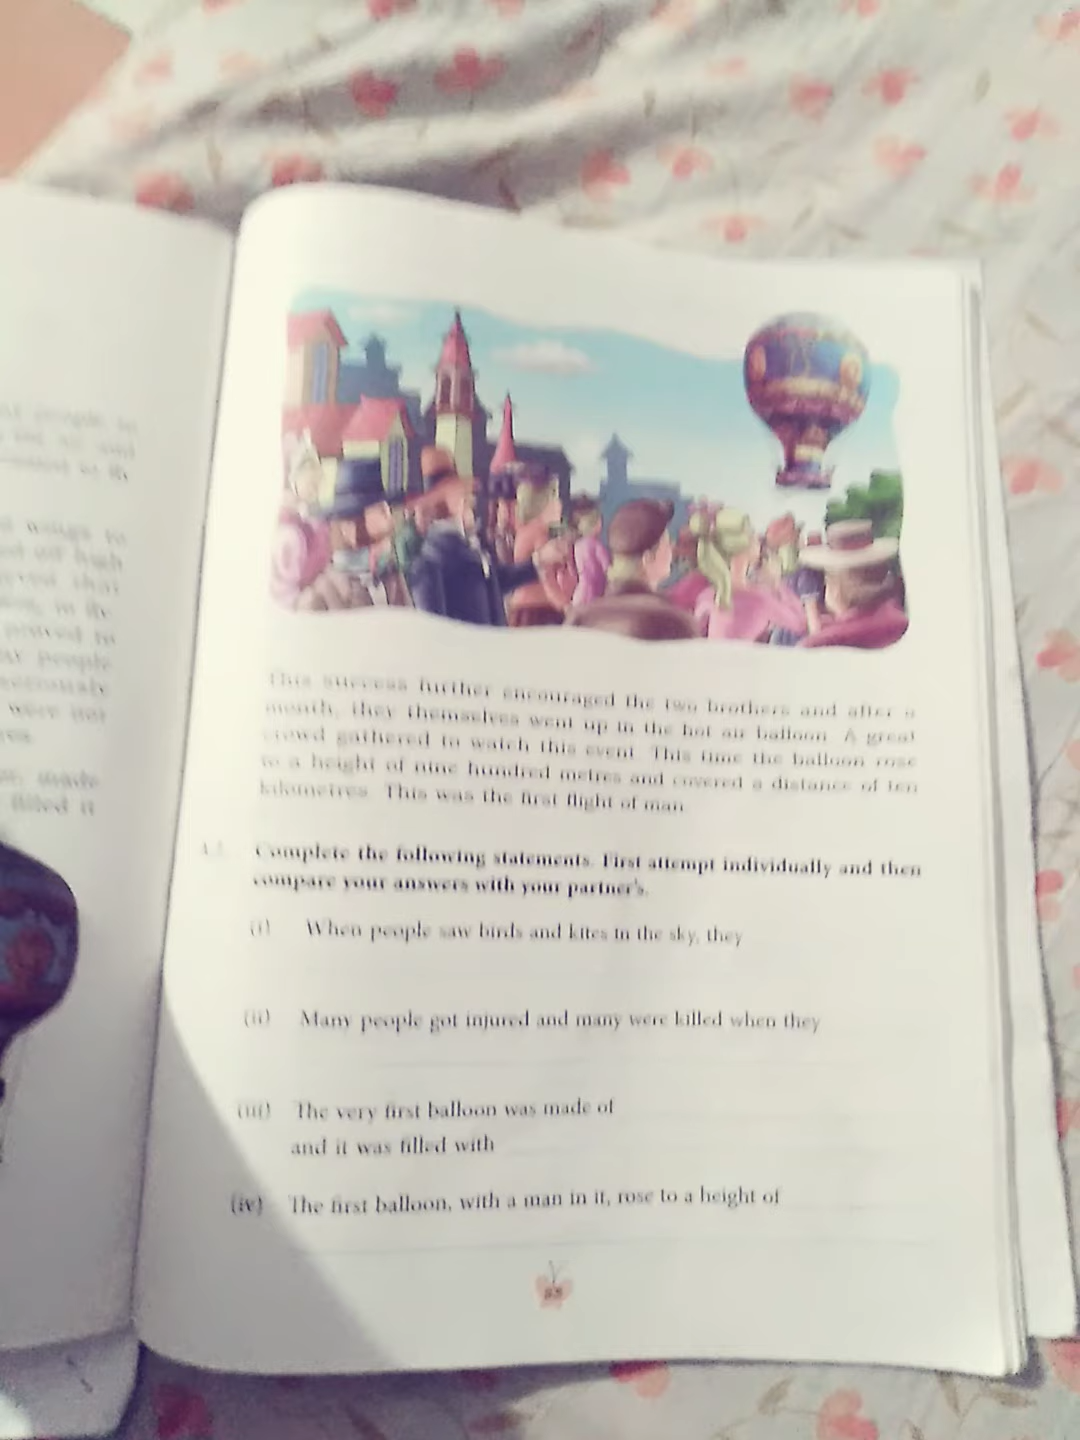 This success further encouraged the two brothers and after a
month, they themselves went up in the hot air balloon. A great
crowd gathered to watch this event. This time the balloon rose
to a height of nine hundred metres and covered a distance of ten
kilometres. This was the first flight of man.
Complete the following statements. First attempt individually and then
compare your answers with your partner's.
(i) When people saw birds and kites in the sky, they
(ii) Many people got injured and many were killed when they
(iii) The very first balloon was made of
and it was filled with
(iv) The first balloon, with a man in it, rose to a height of